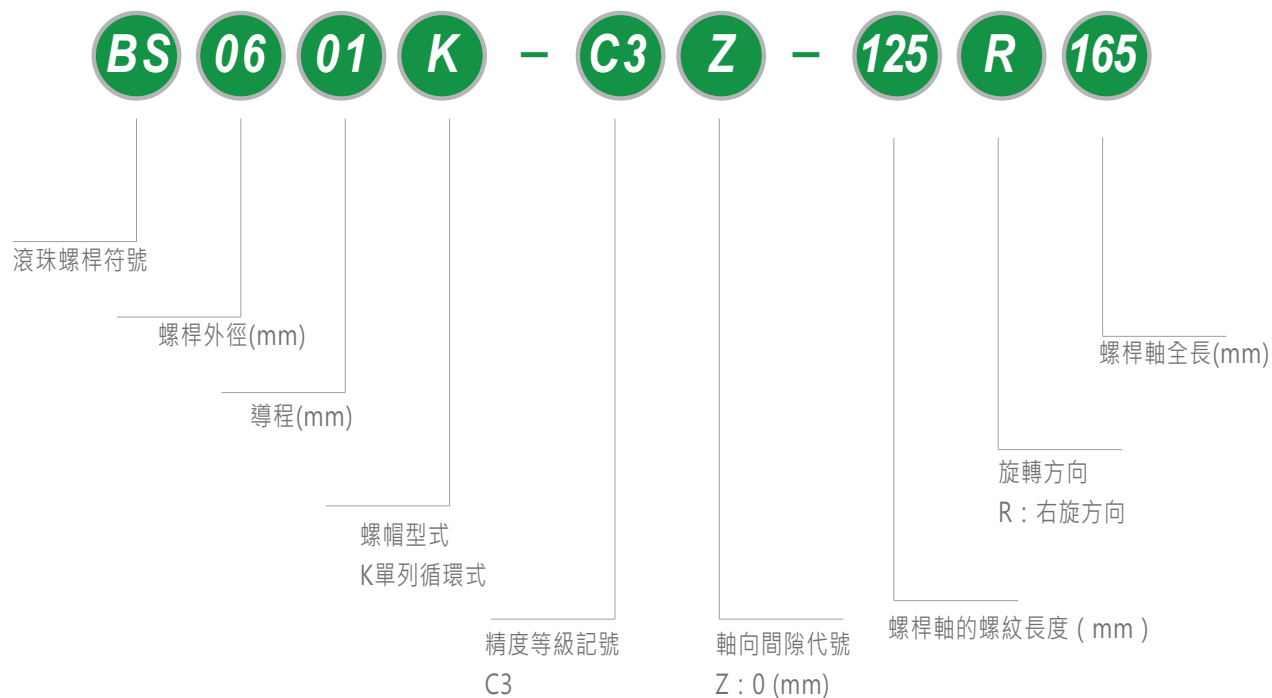 BS 06 01 K - C3 Z - 125 R 165
滾珠螺桿符號
螺桿外徑(mm)
螺桿軸全長(mm)
導程(mm)
旋轉方向
R：右旋方向
螺帽型式
K單列循環式
螺桿軸的螺紋長度 ( mm )
精度等級記號
C3
軸向間隙代號
Z：0 (mm)